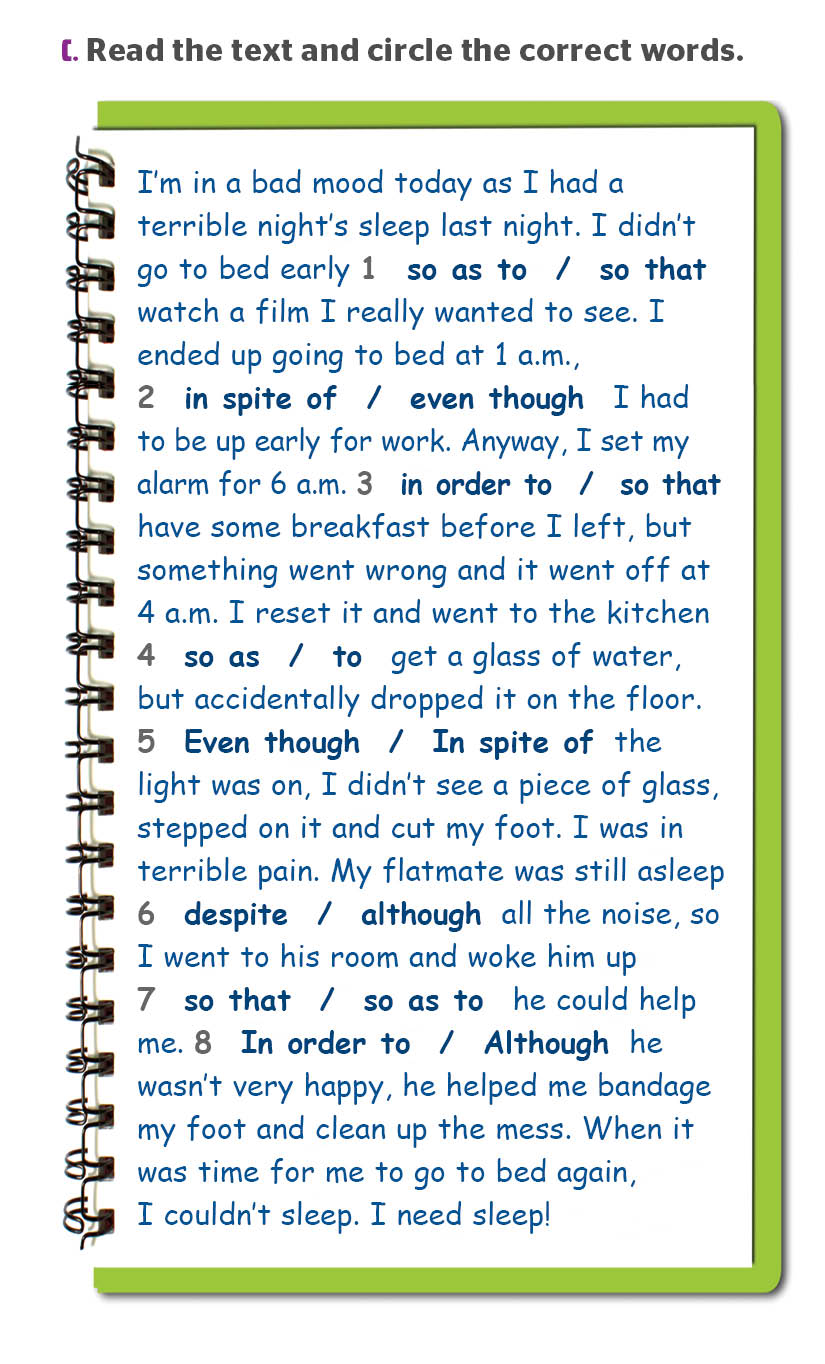 C. Read the text and circle the correct words.
I'm in a bad mood today as I had a
terrible night's sleep last night. I didn't
go to bed early 1 so as to / so that
watch a film I really wanted to see. I
ended up going to bed at 1 a.m.,
2 in spite of / even though I had
to be up early for work. Anyway, I set my
alarm for 6 a.m. 3 in order to / so that
have some breakfast before I left, but
something went wrong and it went off at
4 a.m. I reset it and went to the kitchen
4 so as / to get a glass of water,
but accidentally dropped it on the floor.
5 Even though / In spite of the
light was on, I didn't see a piece of glass,
stepped on it and cut my foot. I was in
terrible pain. My flatmate was still asleep
6 despite / although all the noise, so
I went to his room and woke him up
7 so that / so as to he could help
me. 8 In order to / Although he
wasn't very happy, he helped me bandage
my foot and clean up the mess. When it
was time for me to go to bed again,
I couldn't sleep. I need sleep!